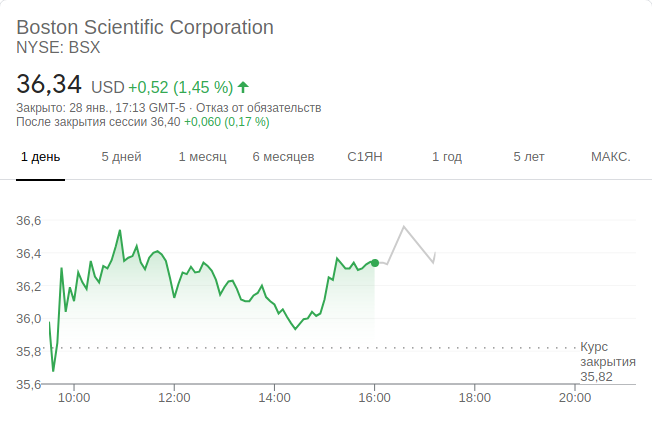 Boston Scientific Corporation
NYSE: BSX
36,34 USD +0,52 (1,45 %)
Закрыто: 28 янв., 17:13 GMT-5 · Отказ от обязательств
После закрытия сессии 36,40 +0,060 (0,17 %)
1 день 5 дней 1 месяц 6 месяцев С1ЯН 1 год 5 лет МАКС.
36,6
36,4
36,2
36,0
35,8
35,6
Курс
закрытия
35,82
10:00 12:00 14:00 16:00 18:00 20:00